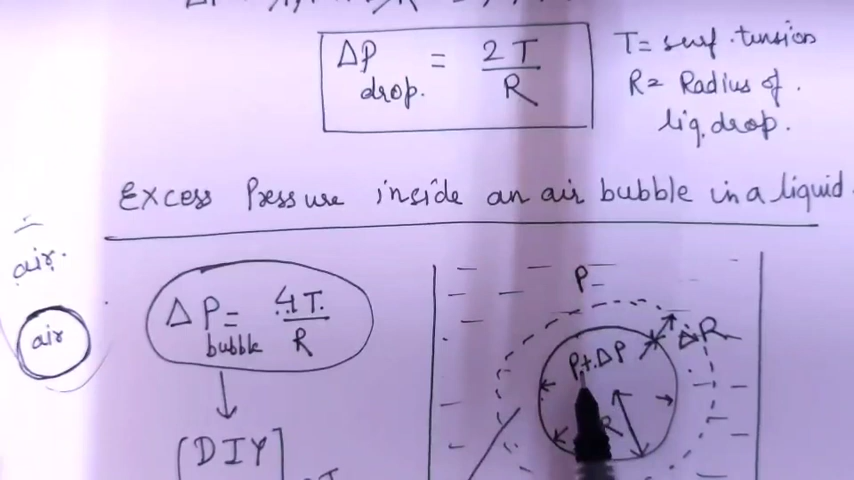 ΔP drop. = 2T/R
T= surf. tension
R= Radius of
liq. drop.
Excess Pressure inside an air bubble in a liquid
air.
air
ΔP bubble = 4T/R
[DIY]
P
ΔR
P+ΔP
R